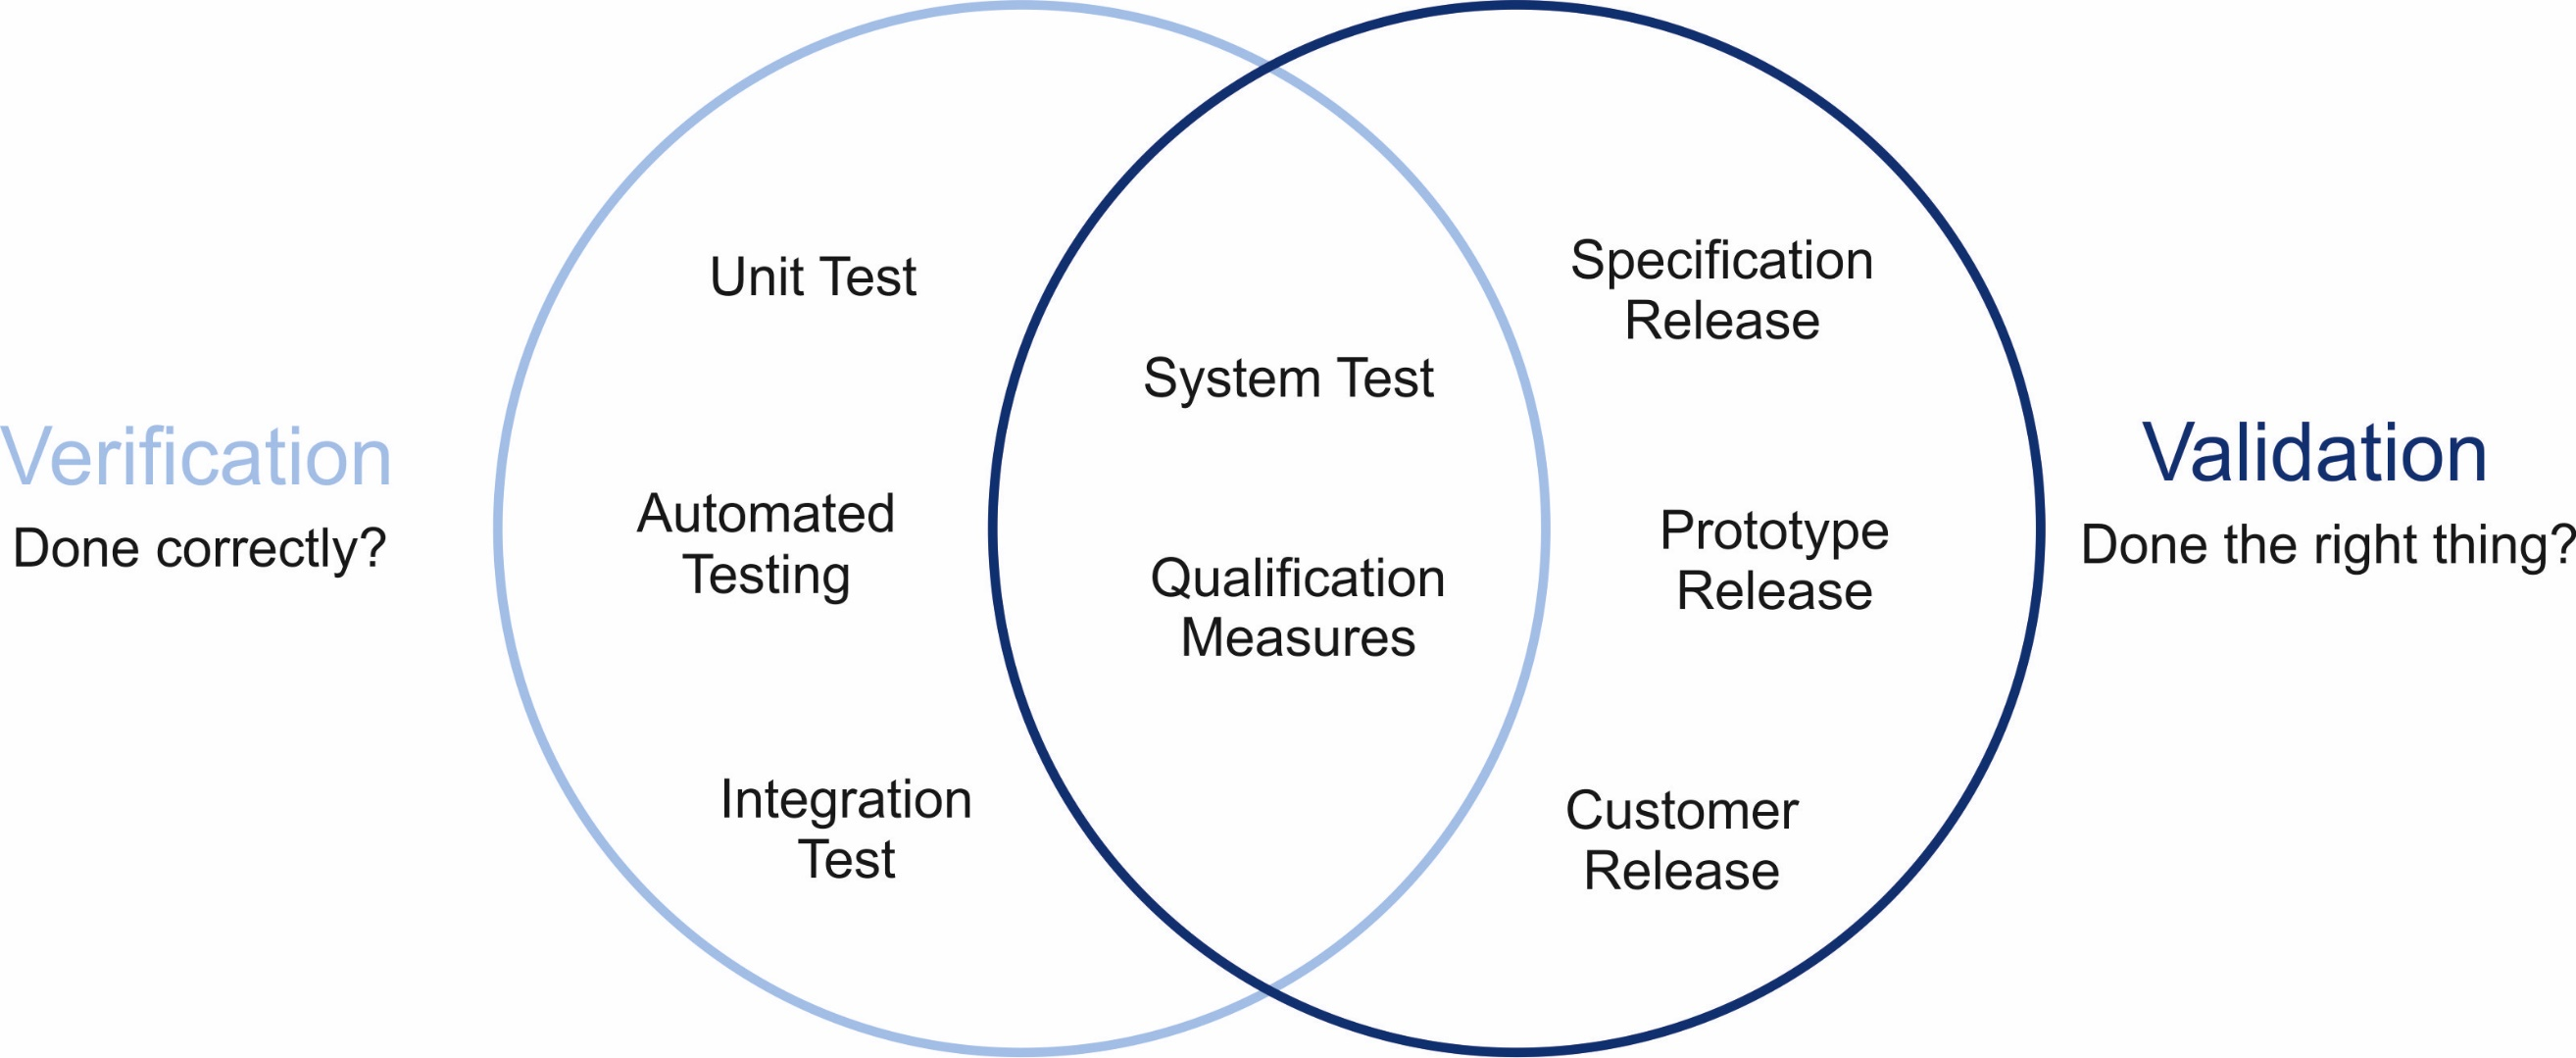 Verification
Done correctly?
Unit Test
Automated
Testing
Integration
Test
System Test
Qualification
Measures
Specification
Release
Prototype
Release
Customer
Release
Validation
Done the right thing?